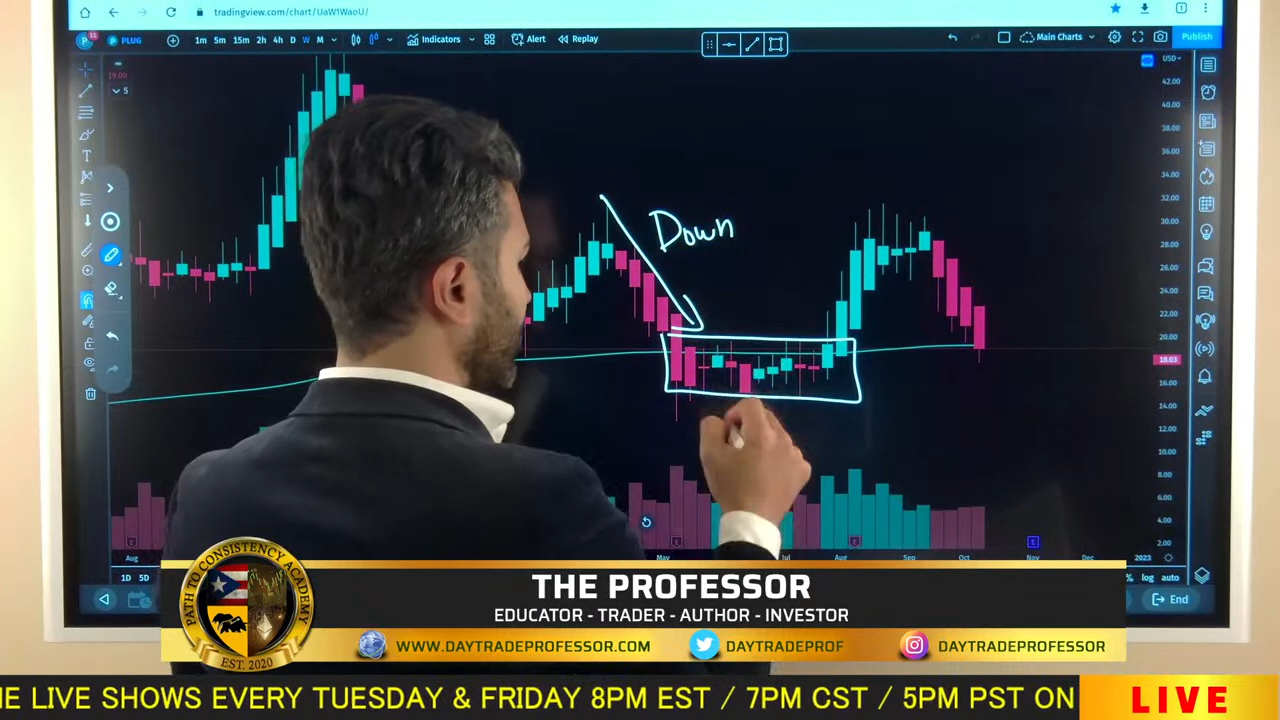 tradingview.com/chart/UaW1WaoU/
11
PLUG
1m 5m 15m 2h 4h D W M
Indicators
Alert
Replay
Main Charts
Publish
19.00
5
USD
42.00
40.00
38.00
36.00
34.00
32.00
30.00
28.00
26.00
24.00
22.00
20.00
18.03
16.00
14.00
12.00
10.00
8.00
6.00
4.00
2.00
Down
Aug
May
Jul
Sep
Oct
Nov
Dec
2023
1D 5D
% log auto
End
PATH TO CONSISTENCY ACADEMY
EST. 2020
THE PROFESSOR
EDUCATOR - TRADER - AUTHOR - INVESTOR
WWW.DAYTRADEPROFESSOR.COM
DAYTRADEPROF
DAYTRADEPROFESSOR
E LIVE SHOWS EVERY TUESDAY & FRIDAY 8PM EST / 7PM CST / 5PM PST ON
LIVE